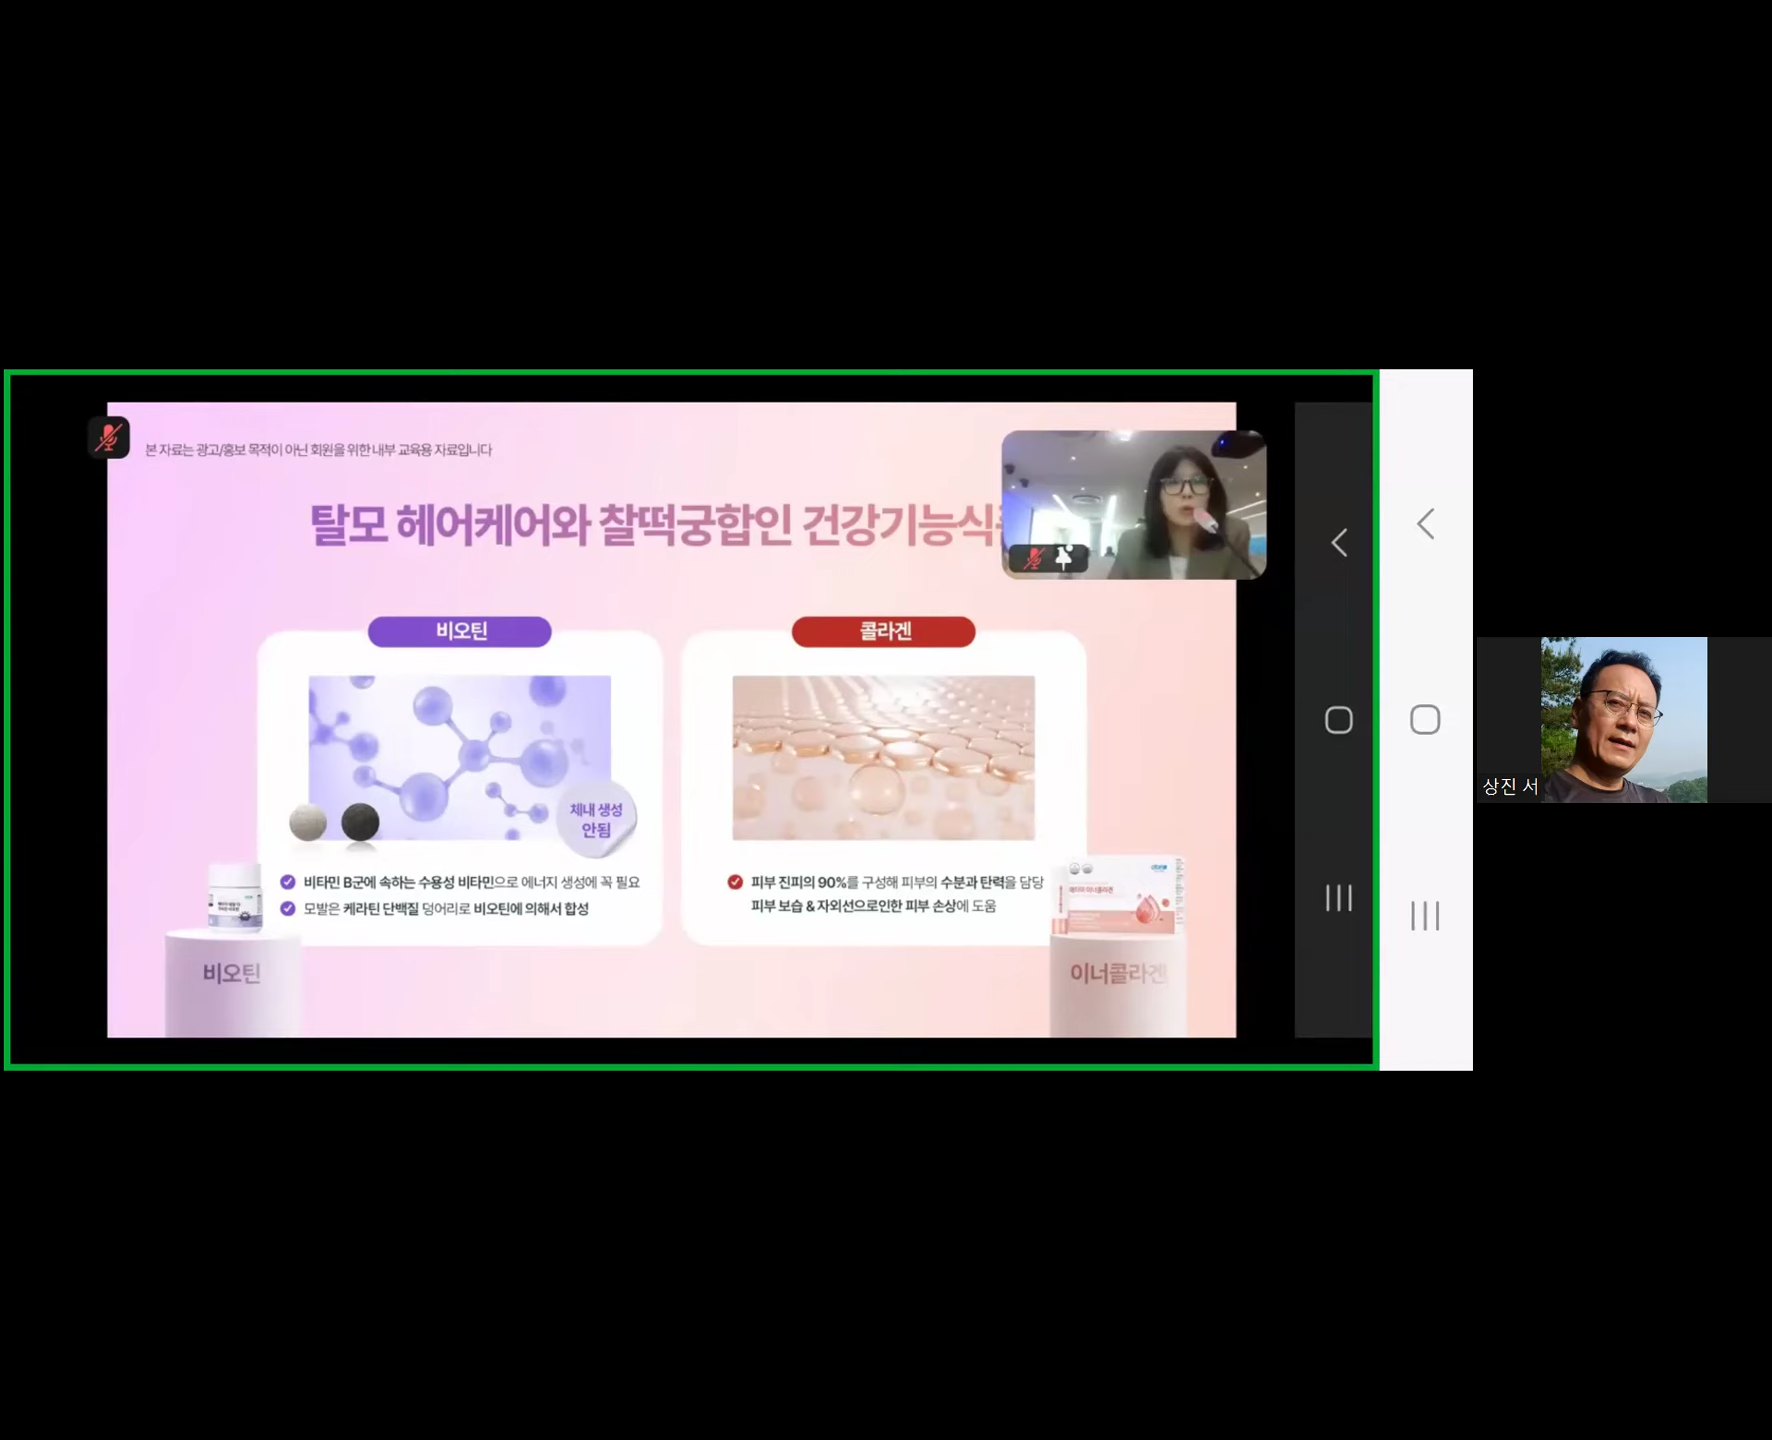 본 자료는 광고/홍보 목적이 아닌 회원을 위한 내부 교육용 자료입니다
탈모 헤어케어와 찰떡궁합인 건강기능식
비오틴
콜라겐
체내 생성
안됨
비타민 B군에 속하는 수용성 비타민으로 에너지 생성에 꼭 필요
모발은 케라틴 단백질 덩어리로 비오틴에 의해서 합성
피부 진피의 90%를 구성해 피부의 수분과 탄력을 담당
피부 보습 & 자외선으로인한 피부 손상에 도움
비오틴
이너콜라겐
상진 서